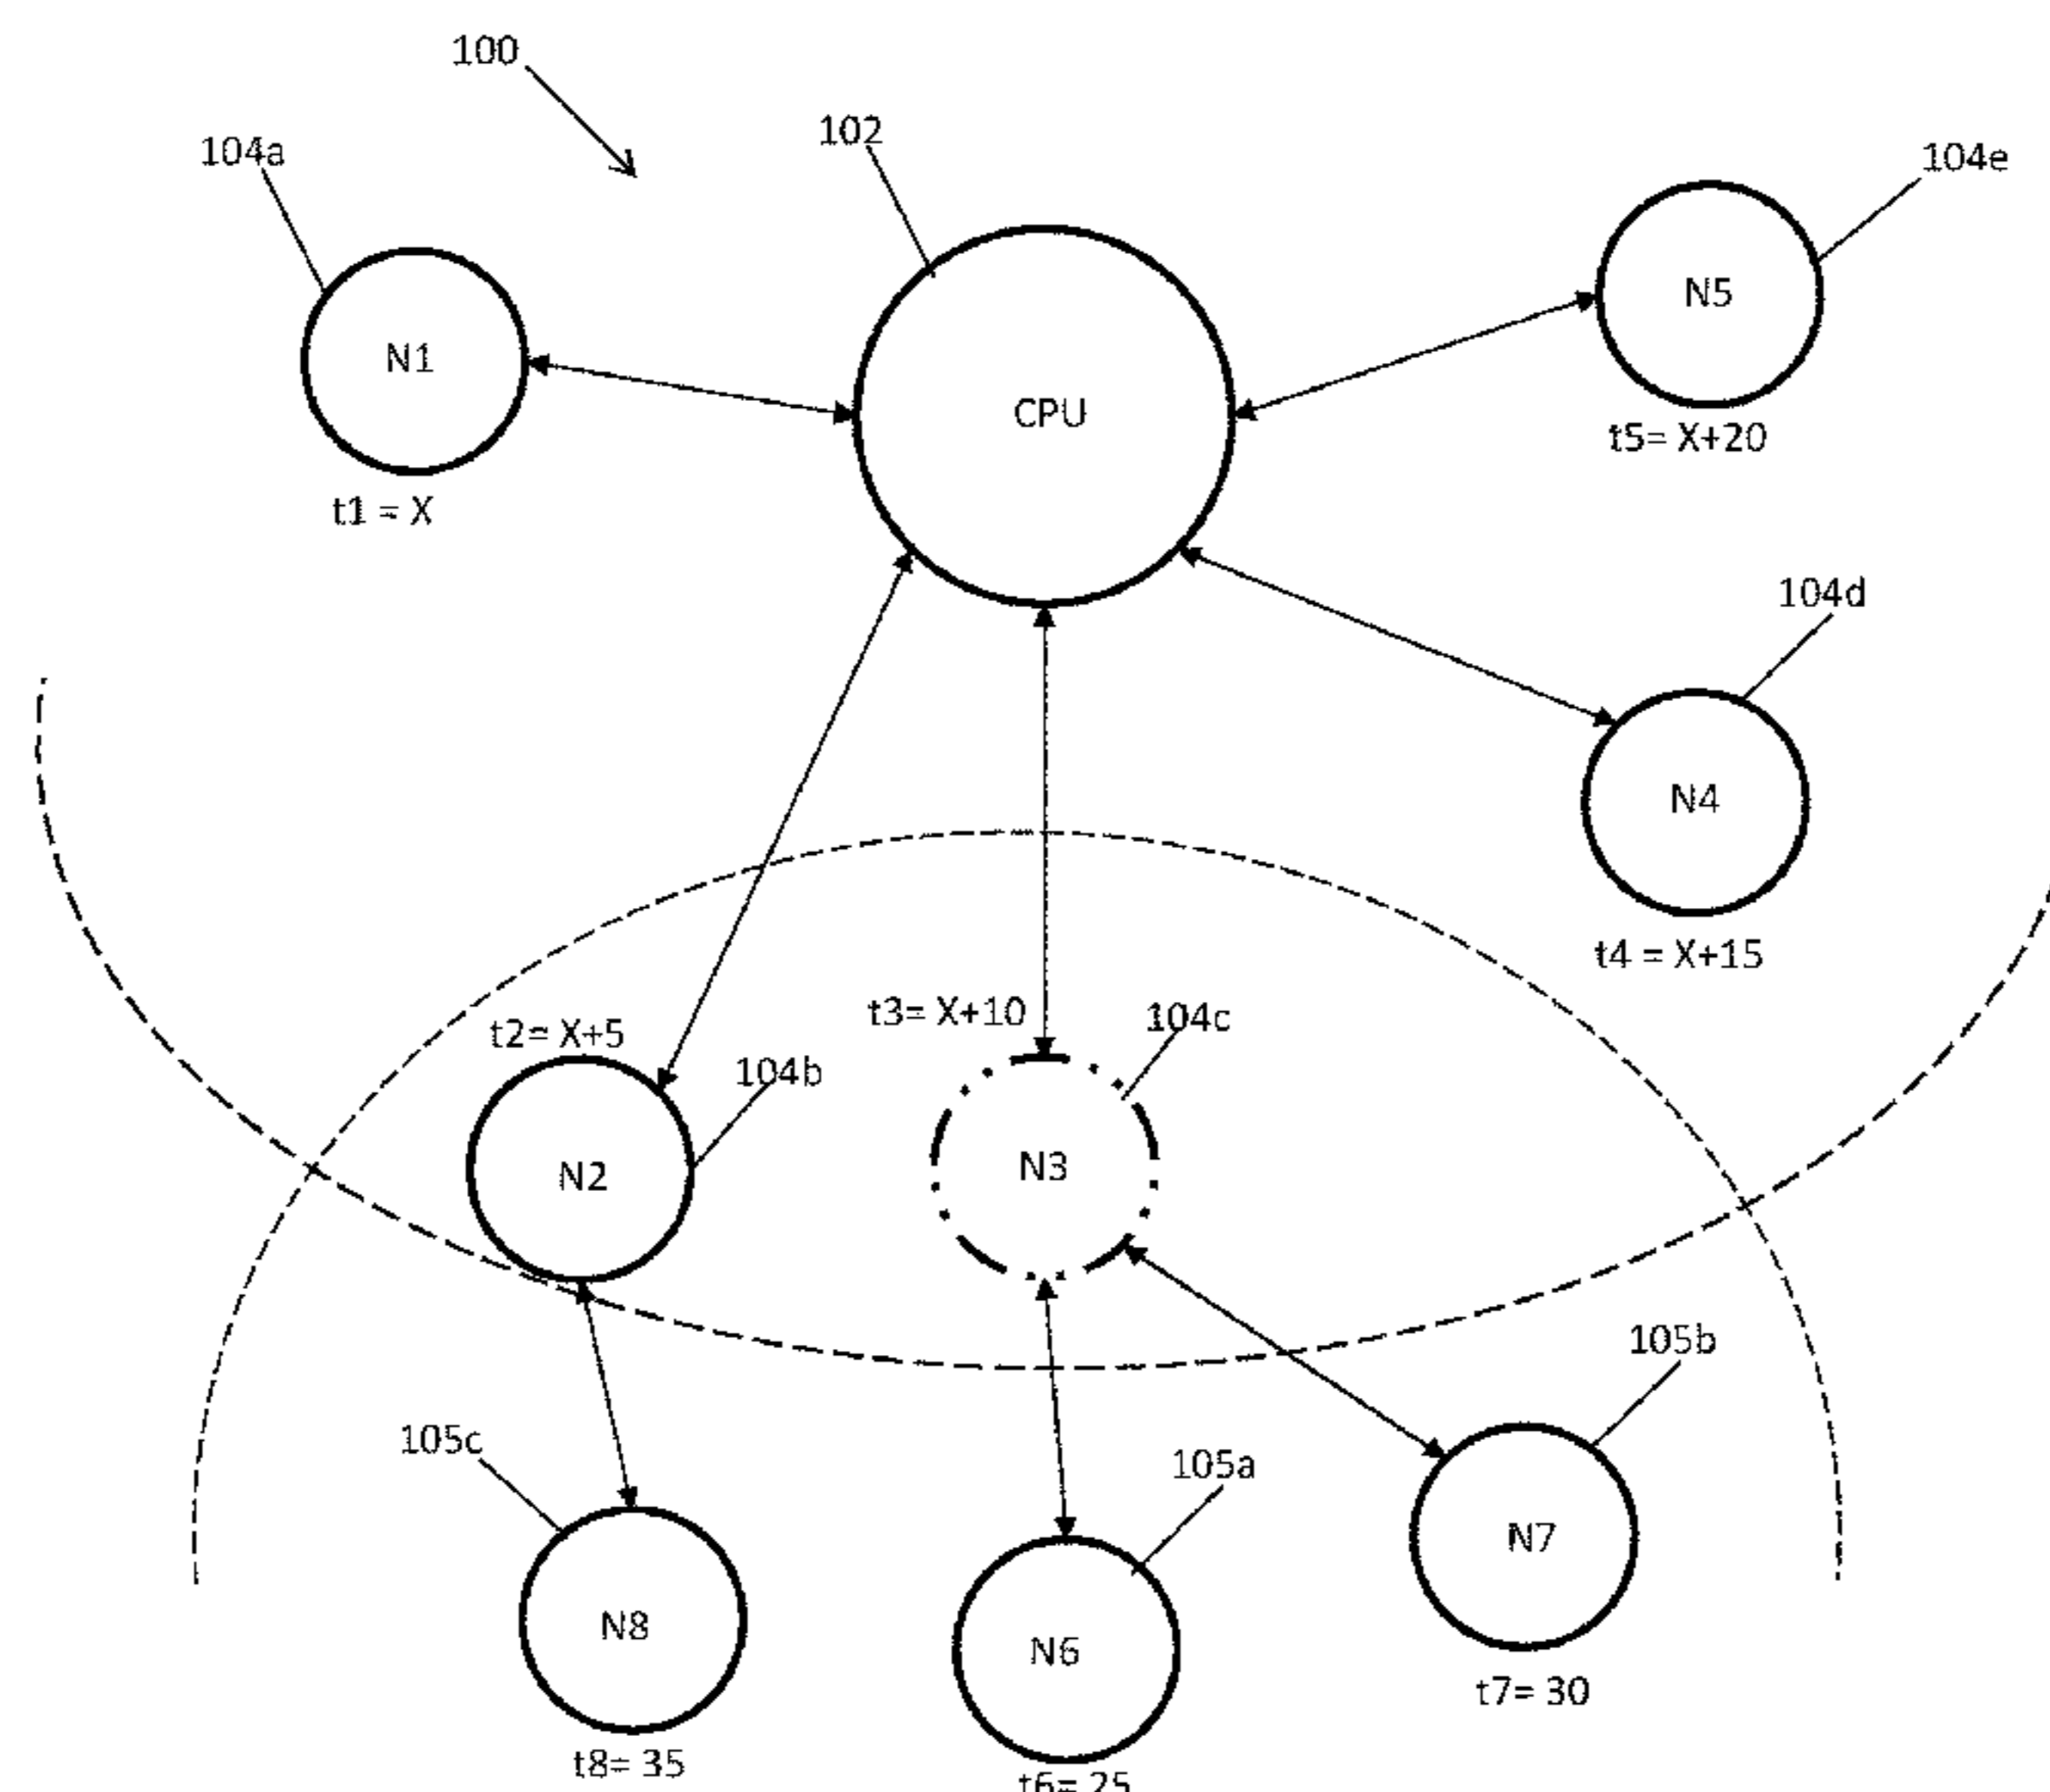 100
102
104a
104e
N5
N1
CPU
t5= X+20
t1 = X
104d
N4
t4 = X+15
t3= X+10
104c
t2= X+5
104b
N3
N2
105b
105c
105a
N7
N8
N6
t7= 30
t8= 35
t6= 25